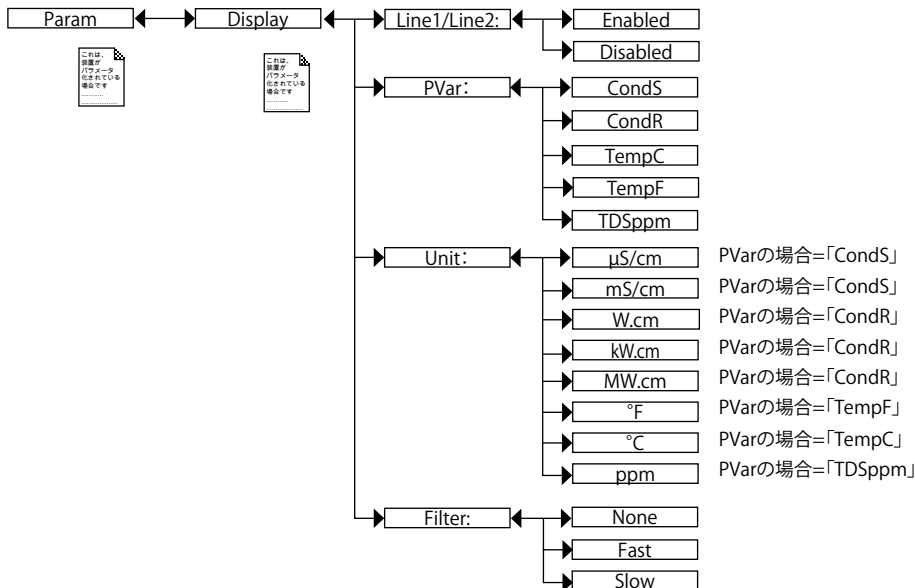 Param
Display
Line1/Line2:
Enabled
Disabled
これは、
装置が
パラメータ
化されている
場合です
これは、
装置が
パラメータ
化されている
場合です
PVar:
CondS
CondR
TempC
TempF
TDSppm
Unit:
µS/cm PVarの場合=「CondS」
mS/cm PVarの場合=「CondS」
W.cm PVarの場合=「CondR」
kW.cm PVarの場合=「CondR」
MW.cm PVarの場合=「CondR」
°F PVarの場合=「TempF」
°C PVarの場合=「TempC」
ppm PVarの場合=「TDSppm」
Filter:
None
Fast
Slow